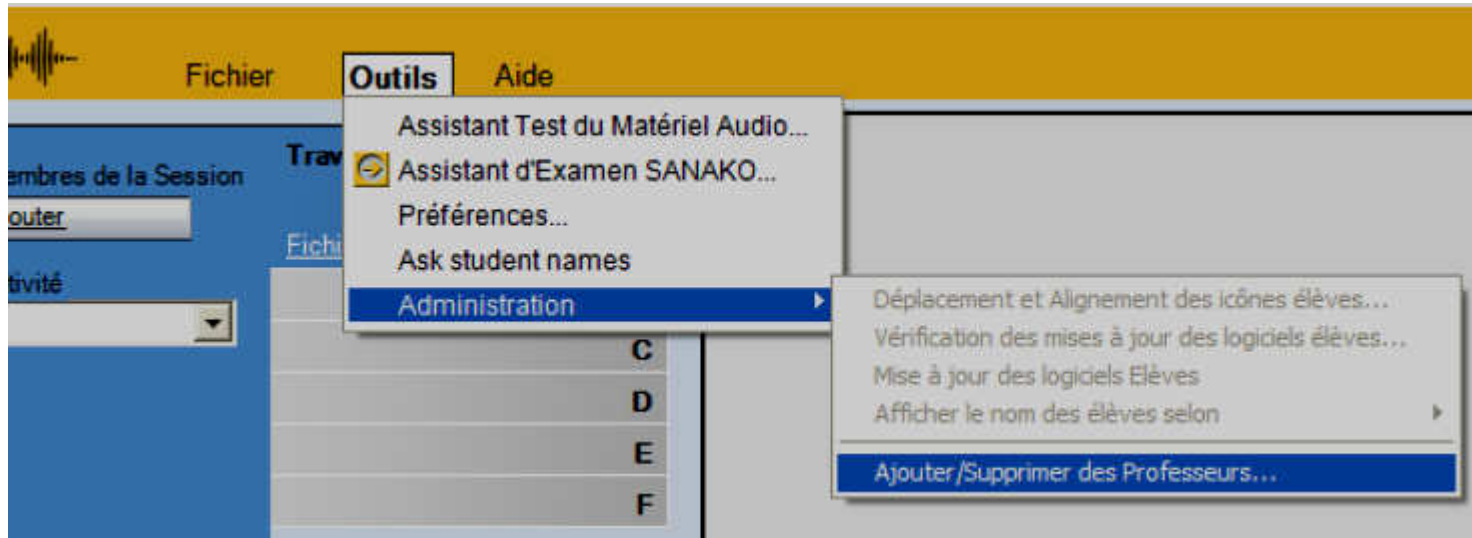 Fichier Outils Aide
Assistant Test du Matériel Audio...
embres de la Session Trav
Assistant d'Examen SANAKO...
outer
Préférences...
Fichi
Ask student names
tivité
Administration
Déplacement et Alignement des icônes élèves...
Vérification des mises à jour des logiciels élèves...
Mise à jour des logiciels Elèves
Afficher le nom des élèves selon
Ajouter/Supprimer des Professeurs...
C
D
E
F